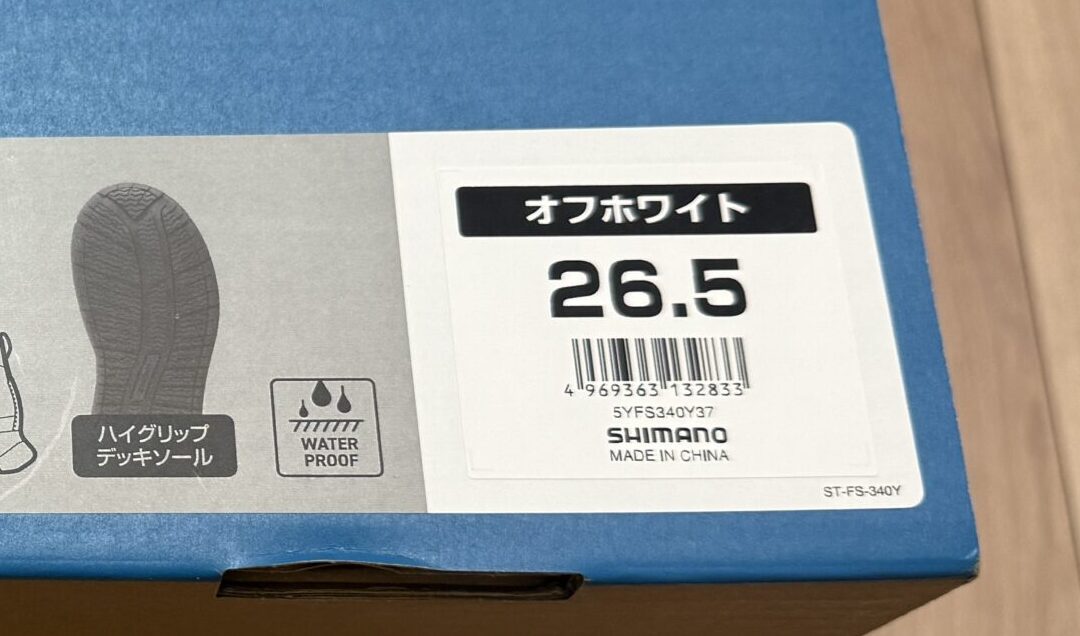 オフホワイト
26.5
4 969363 132833
5YFS340Y37
SHIMANO
MADE IN CHINA
ST-FS-340Y
ハイグリップ
デッキソール
WATER
PROOF